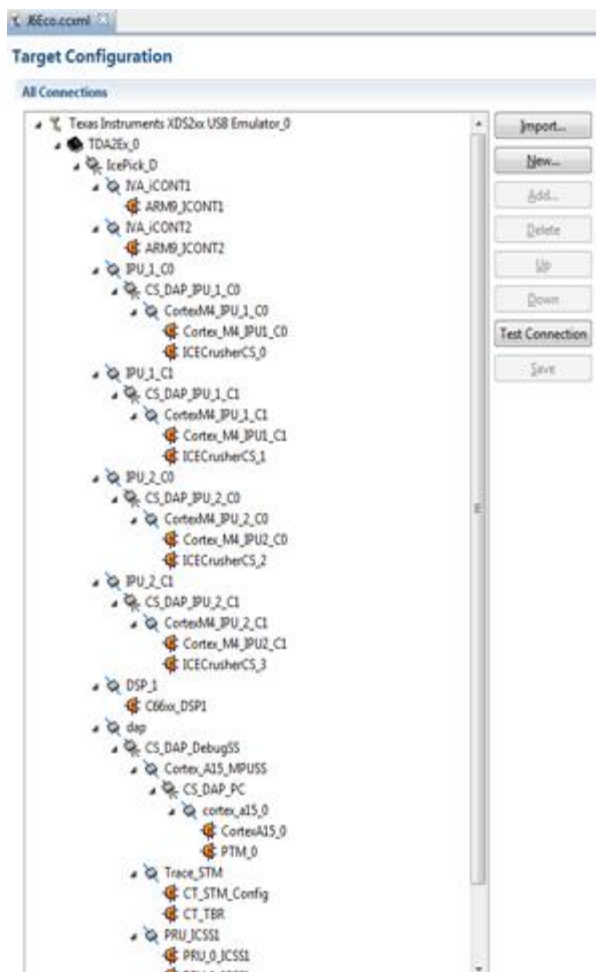 J6Eco.ccxml
Target Configuration
All Connections
Texas Instruments XDS2xx USB Emulator_0
TDA2Ex_0
IcePick_D
IVA_iCONT1
ARM9_ICONT1
IVA_iCONT2
ARM9_ICONT2
IPU_1_C0
CS_DAP_IPU_1_C0
CortexM4_IPU_1_C0
Cortex_M4_IPU1_C0
ICECrusherCS_0
IPU_1_C1
CS_DAP_IPU_1_C1
CortexM4_IPU_1_C1
Cortex_M4_IPU1_C1
ICECrusherCS_1
IPU_2_C0
CS_DAP_IPU_2_C0
CortexM4_IPU_2_C0
Cortex_M4_IPU2_C0
ICECrusherCS_2
IPU_2_C1
CS_DAP_IPU_2_C1
CortexM4_IPU_2_C1
Cortex_M4_IPU2_C1
ICECrusherCS_3
DSP_1
C66xx_DSP1
dap
CS_DAP_DebugSS
Cortex_A15_MPUSS
CS_DAP_PC
cortex_a15_0
CortexA15_0
PTM_0
Trace_STM
CT_STM_Config
CT_TBR
PRU_ICSS1
PRU_0_ICSS1
Import...
New...
Add...
Delete
Up
Down
Test Connection
Save